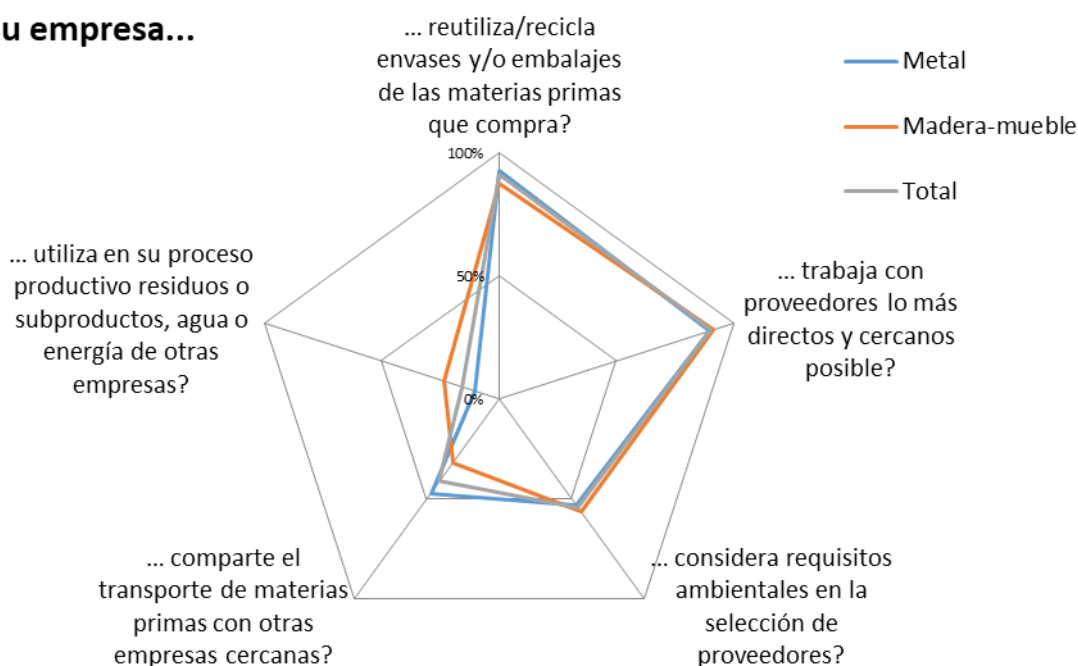 u empresa...
... reutiliza/recicla
envases y/o embalajes
de las materias primas
que compra?
Metal
Madera-mueble
Total
100%
50%
0%
... trabaja con
proveedores lo más
directos y cercanos
posible?
... considera requisitos
ambientales en la
selección de
proveedores?
... comparte el
transporte de materias
primas con otras
empresas cercanas?
... utiliza en su proceso
productivo residuos o
subproductos, agua o
energía de otras
empresas?